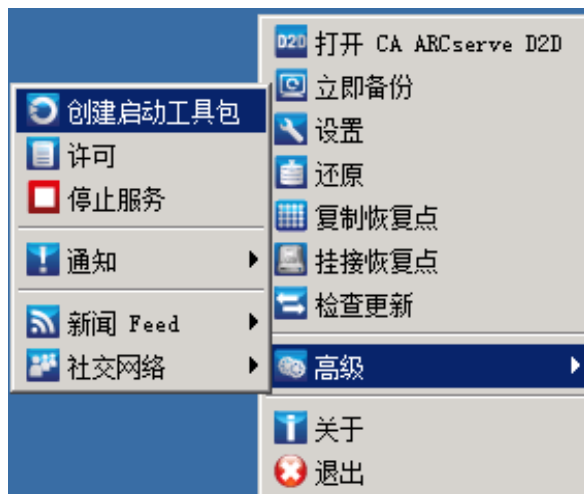 打开 CA ARCserve D2D
立即备份
设置
还原
复制恢复点
挂接恢复点
检查更新
高级
关于
退出
创建启动工具包
许可
停止服务
通知
新闻 Feed
社交网络